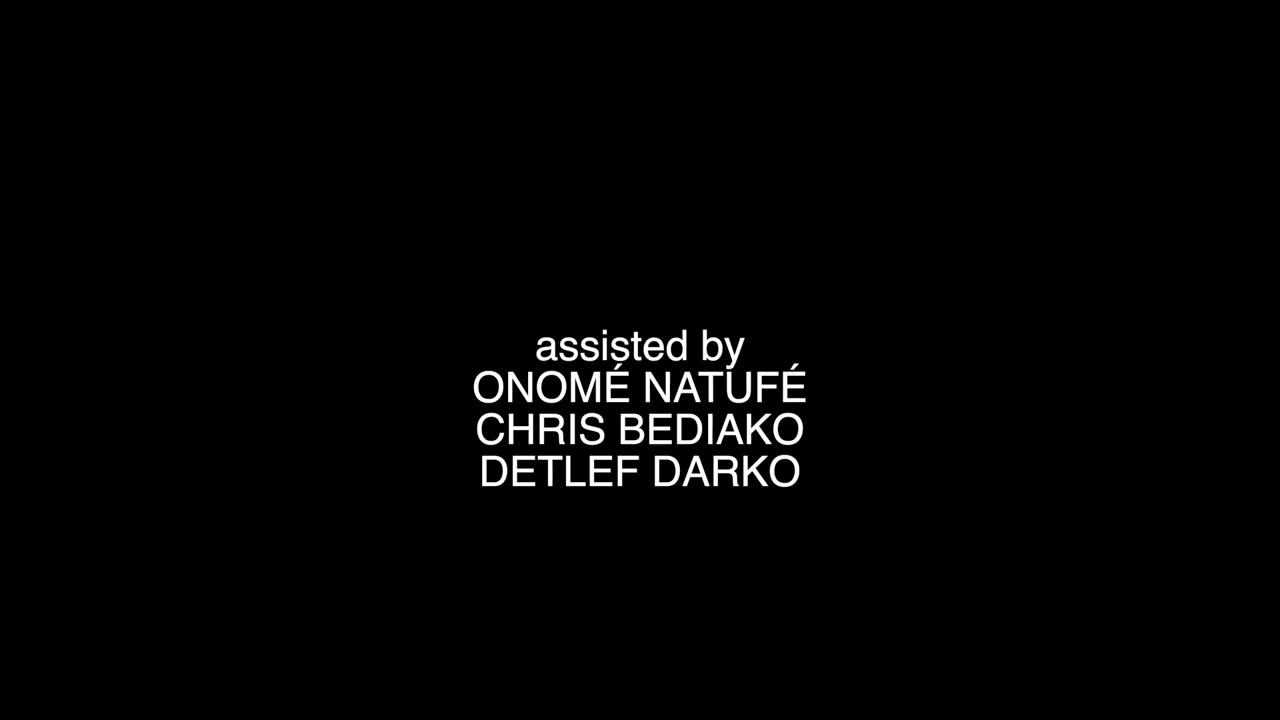 assisted by
ONOMÉ NATUFÉ
CHRIS BEDIAKO
DETLEF DARKO